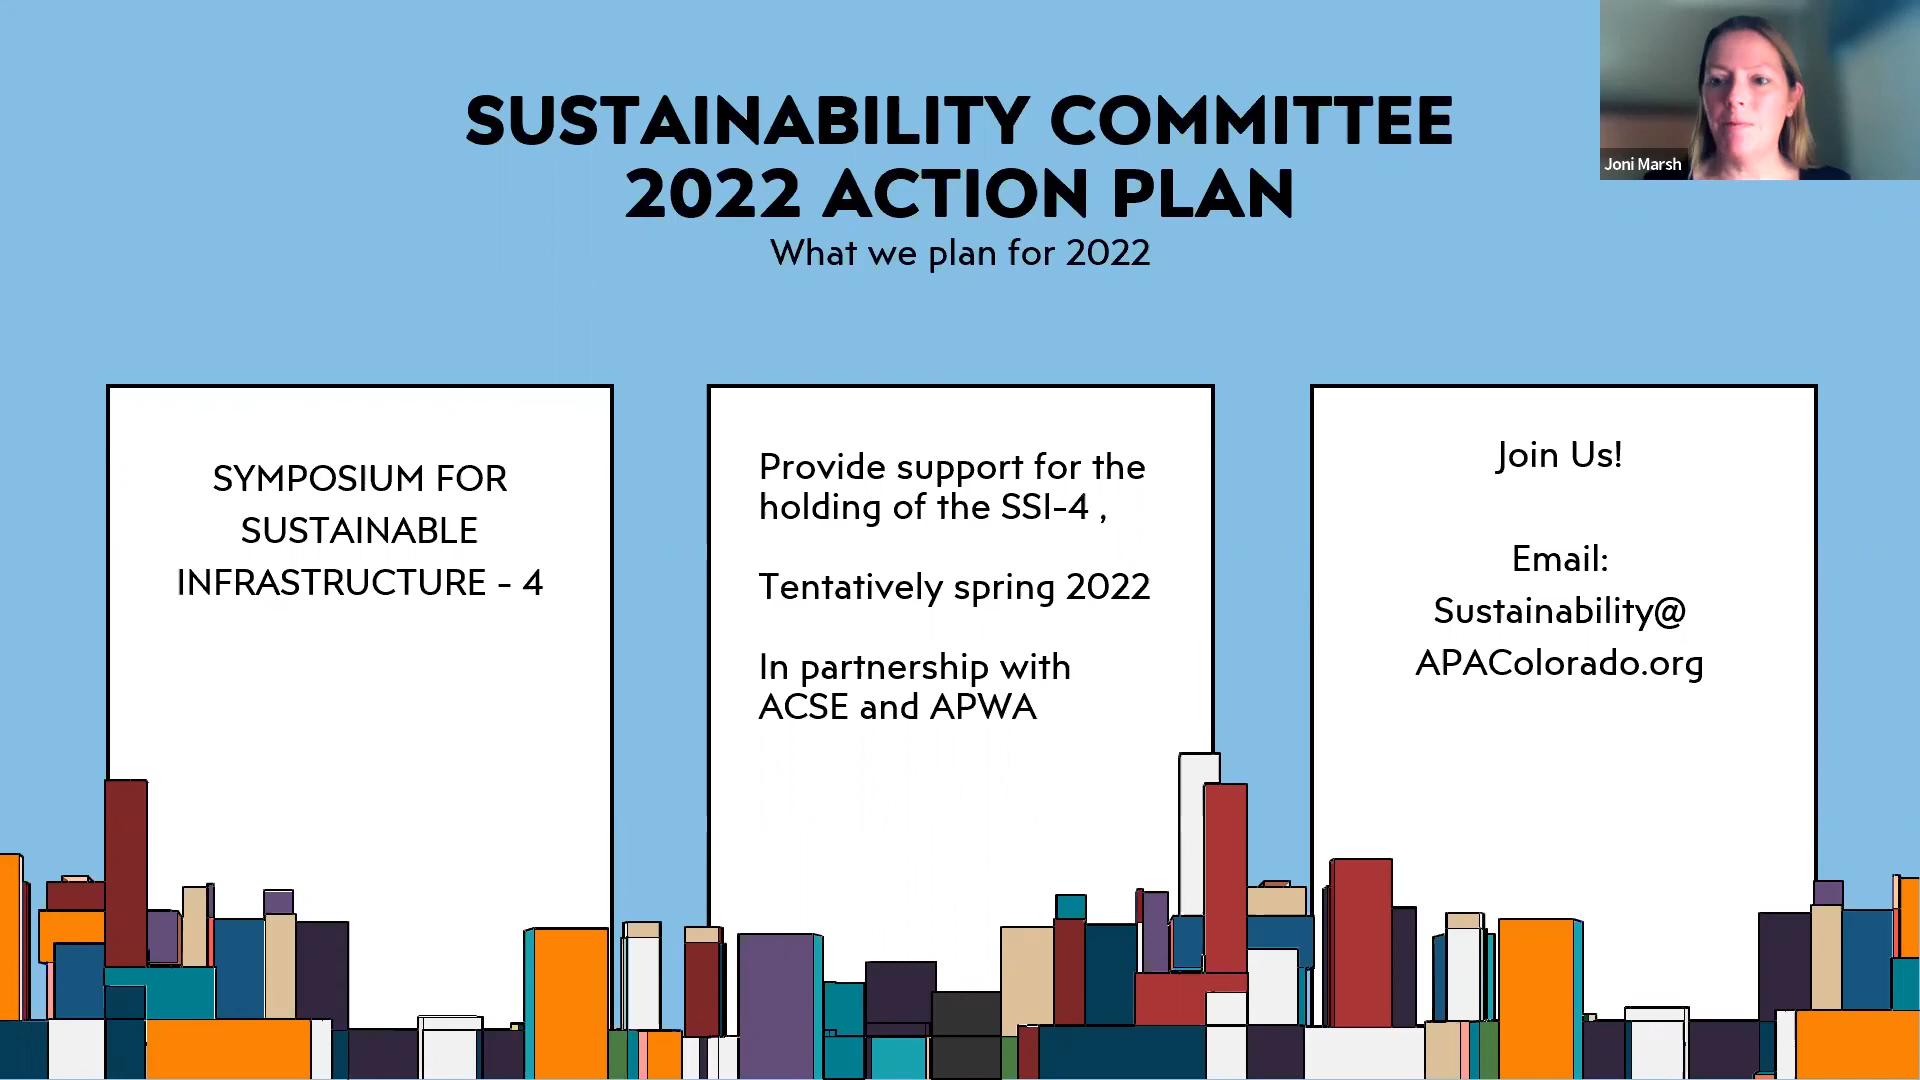 SUSTAINABILITY COMMITTEE
2022 ACTION PLAN
What we plan for 2022
Joni Marsh
SYMPOSIUM FOR
SUSTAINABLE
INFRASTRUCTURE - 4
Provide support for the
holding of the SSI-4 ,
Tentatively spring 2022
In partnership with
ACSE and APWA
Join Us!
Email:
Sustainability@
APAColorado.org